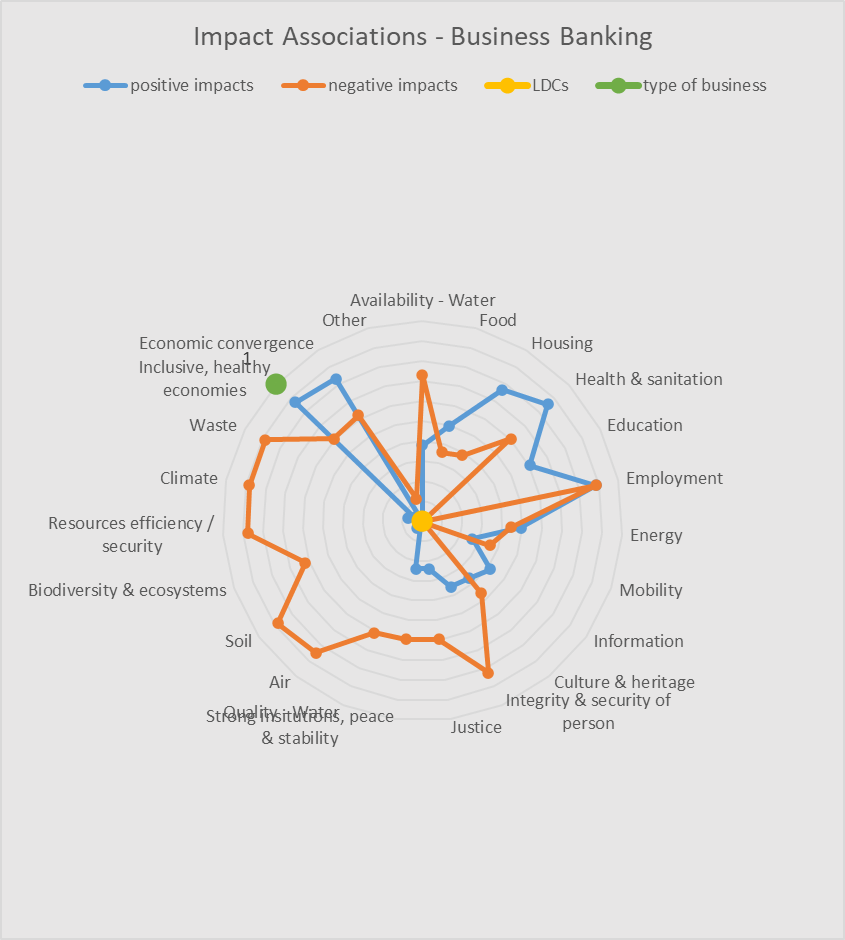 Impact Associations - Business Banking
positive impacts
negative impacts
LDCs
type of business
Availability - Water
Other
Food
Economic convergence
Housing
1
Inclusive, healthy
economies
Health & sanitation
Waste
Education
Climate
Employment
Resources efficiency /
security
Energy
Biodiversity & ecosystems
Mobility
Soil
Information
Air
Culture & heritage
Integrity & security of
person
Quality - Water
Strong insitutions, peace
& stability
Justice